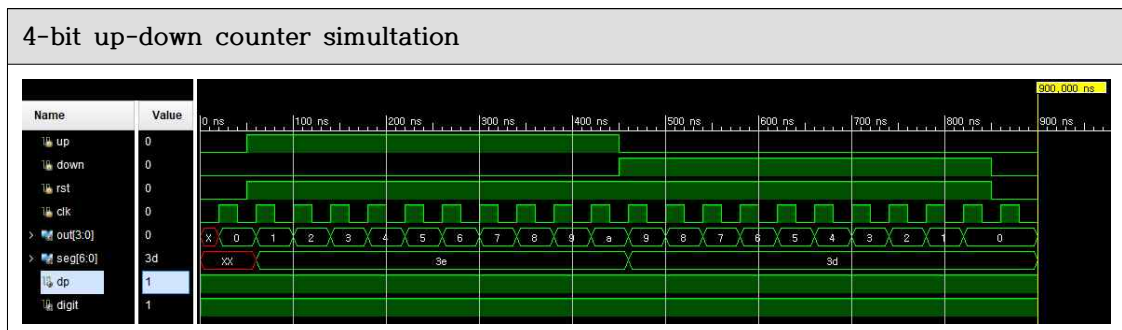 4-bit up-down counter simultation
900,000 ns
Name Value 0 ns 100 ns 200 ns 300 ns 400 ns 500 ns 600 ns 700 ns 800 ns 900 ns
up 0
down 0
rst 0
clk 0
out[3:0] 0 X 0 1 2 3 4 5 6 7 8 9 a 9 8 7 6 5 4 3 2 1 0
seg[6:0] 3d XX 3e 3d
dp 1
digit 1